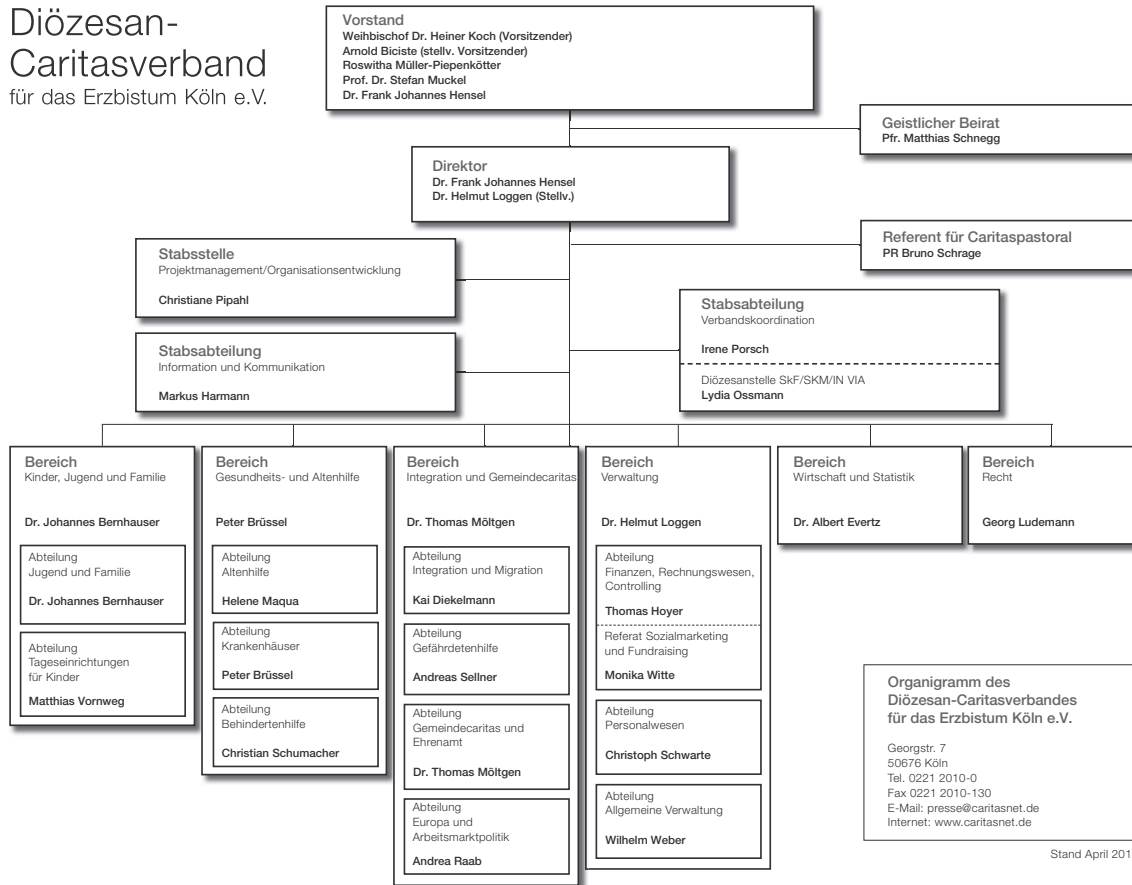 Diözesan-
Caritasverband
für das Erzbistum Köln e.V.
Vorstand
Weihbischof Dr. Heiner Koch (Vorsitzender)
Arnold Biciste (stellv. Vorsitzender)
Roswitha Müller-Piepenkötter
Prof. Dr. Stefan Muckel
Dr. Frank Johannes Hensel
Geistlicher Beirat
Pfr. Matthias Schnegg
Direktor
Dr. Frank Johannes Hensel
Dr. Helmut Loggen (Stellv.)
Referent für Caritaspastoral
PR Bruno Schrage
Stabsstelle
Projektmanagement/Organisationsentwicklung
Christiane Pipahl
Stabsabteilung
Verbandskoordination
Irene Porsch
Diözesanstelle SkF/SKM/IN VIA
Lydia Ossmann
Stabsabteilung
Information und Kommunikation
Markus Harmann
Bereich
Kinder, Jugend und Familie
Dr. Johannes Bernhauser
Abteilung
Jugend und Familie
Dr. Johannes Bernhauser
Abteilung
Tageseinrichtungen
für Kinder
Matthias Vornweg
Bereich
Gesundheits- und Altenhilfe
Peter Brüssel
Abteilung
Altenhilfe
Helene Maqua
Abteilung
Krankenhäuser
Peter Brüssel
Abteilung
Behindertenhilfe
Christian Schumacher
Bereich
Integration und Gemeindecaritas
Dr. Thomas Möltgen
Abteilung
Integration und Migration
Kai Diekelmann
Abteilung
Gefährdetenhilfe
Andreas Sellner
Abteilung
Gemeindecaritas und
Ehrenamt
Dr. Thomas Möltgen
Abteilung
Europa und
Arbeitsmarktpolitik
Andrea Raab
Bereich
Verwaltung
Dr. Helmut Loggen
Abteilung
Finanzen, Rechnungswesen,
Controlling
Thomas Hoyer
Referat Sozialmarketing
und Fundraising
Monika Witte
Abteilung
Personalwesen
Christoph Schwarte
Abteilung
Allgemeine Verwaltung
Wilhelm Weber
Bereich
Wirtschaft und Statistik
Dr. Albert Evertz
Bereich
Recht
Georg Ludemann
Organigramm des
Diözesan-Caritasverbandes
für das Erzbistum Köln e.V.
Georgstr. 7
50676 Köln
Tel. 0221 2010-0
Fax 0221 2010-130
E-Mail: presse@caritasnet.de
Internet: www.caritasnet.de
Stand April 201